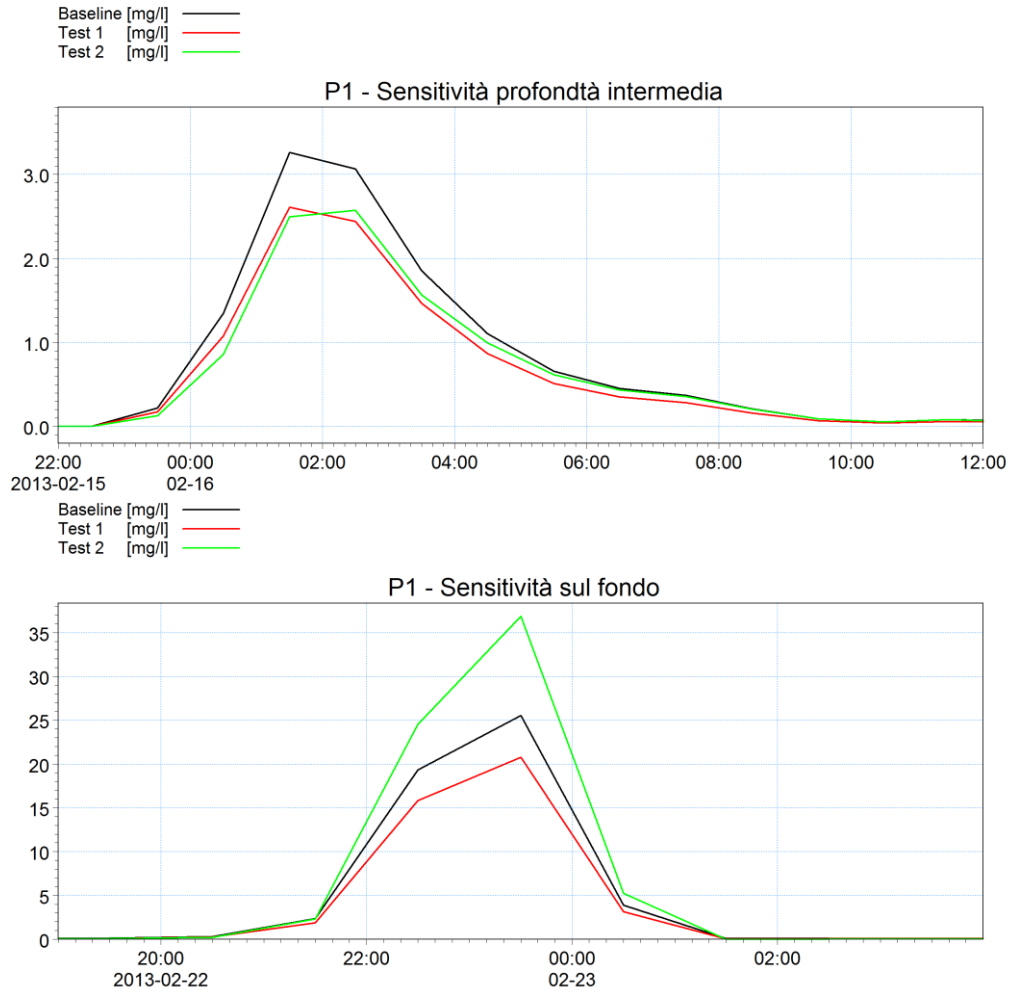 Baseline [mg/l]
Test 1 [mg/l]
Test 2 [mg/l]
P1 - Sensitività profondtà intermedia
3.0
2.0
1.0
0.0
22:00 00:00 02:00 04:00 06:00 08:00 10:00 12:00
2013-02-15 02-16
Baseline [mg/l]
Test 1 [mg/l]
Test 2 [mg/l]
P1 - Sensitività sul fondo
35
30
25
20
15
10
5
0
20:00 22:00 00:00 02:00
2013-02-22 02-23